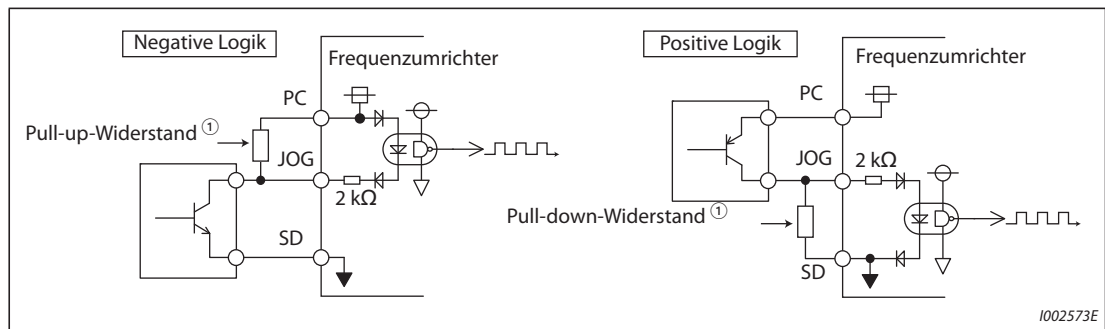 Negative Logik
Frequenzumrichter
PC
Pull-up-Widerstand ①
JOG
2 kΩ
SD
Positive Logik
Frequenzumrichter
PC
JOG
2 kΩ
Pull-down-Widerstand ①
SD
I002573E